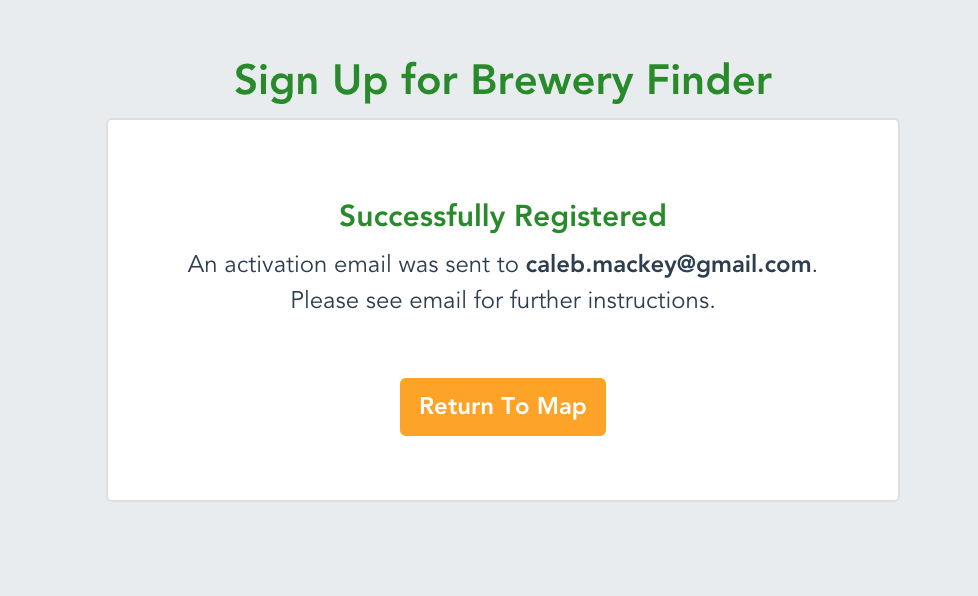 Sign Up for Brewery Finder
Successfully Registered
An activation email was sent to caleb.mackey@gmail.com.
Please see email for further instructions.
Return To Map